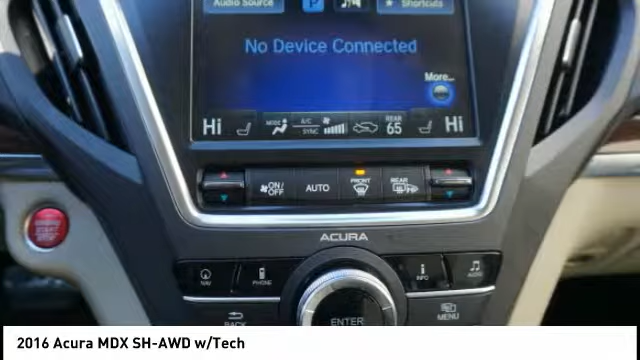 Audio Source
Shortcuts
No Device Connected
More...
Hi
MODE
A/C
SYNC
REAR
65
Hi
ON/
OFF
AUTO
FRONT
REAR
ACURA
NAV
PHONE
INFO
AUDIO
BACK
ENTER
MENU
2016 Acura MDX SH-AWD w/Tech